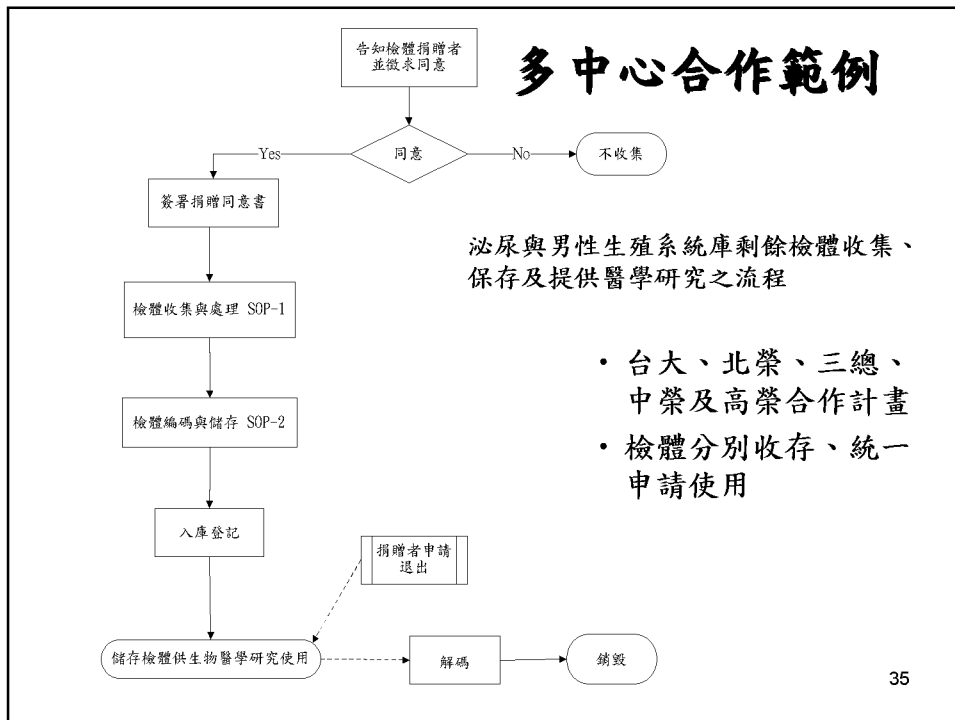 多中心合作範例
告知檢體捐贈者
並徵求同意
同意
Yes
No
不收集
簽署捐贈同意書
泌尿與男性生殖系統庫剩餘檢體收集、
保存及提供醫學研究之流程
檢體收集與處理 SOP-1
• 台大、北榮、三總、
中榮及高榮合作計畫
• 檢體分別收存、統一
申請使用
檢體編碼與儲存 SOP-2
入庫登記
捐贈者申請
退出
儲存檢體供生物醫學研究使用
解碼
銷毀
35